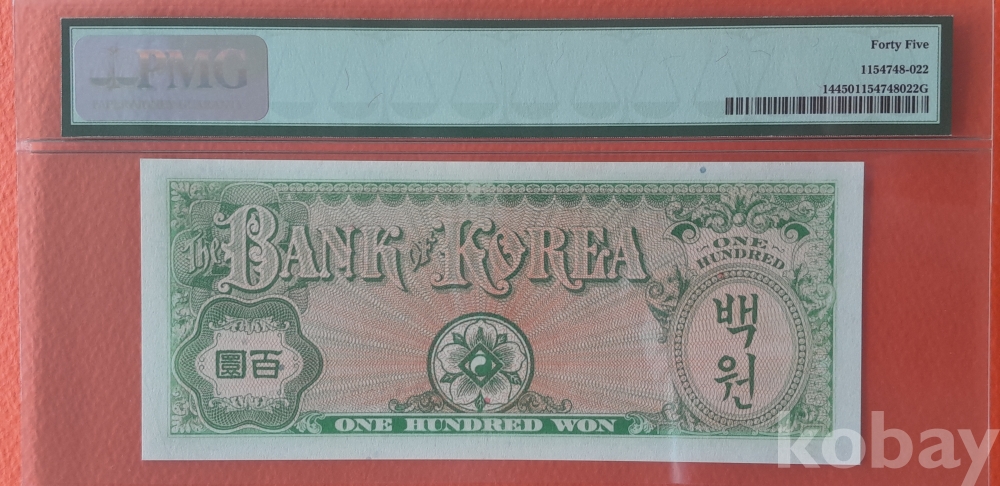 PMG
Forty Five
1154748-022
144501154748022G
The BANK of KOREA
ONE
HUNDRED
백
원
圓百
ONE HUNDRED WON
kobay